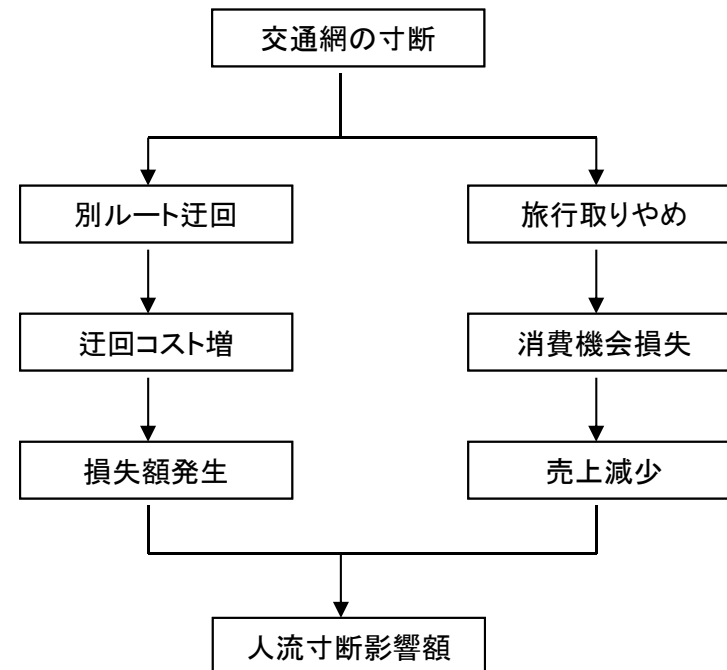 交通網の寸断
別ルート迂回
旅行取りやめ
迂回コスト増
消費機会損失
損失額発生
売上減少
人流寸断影響額